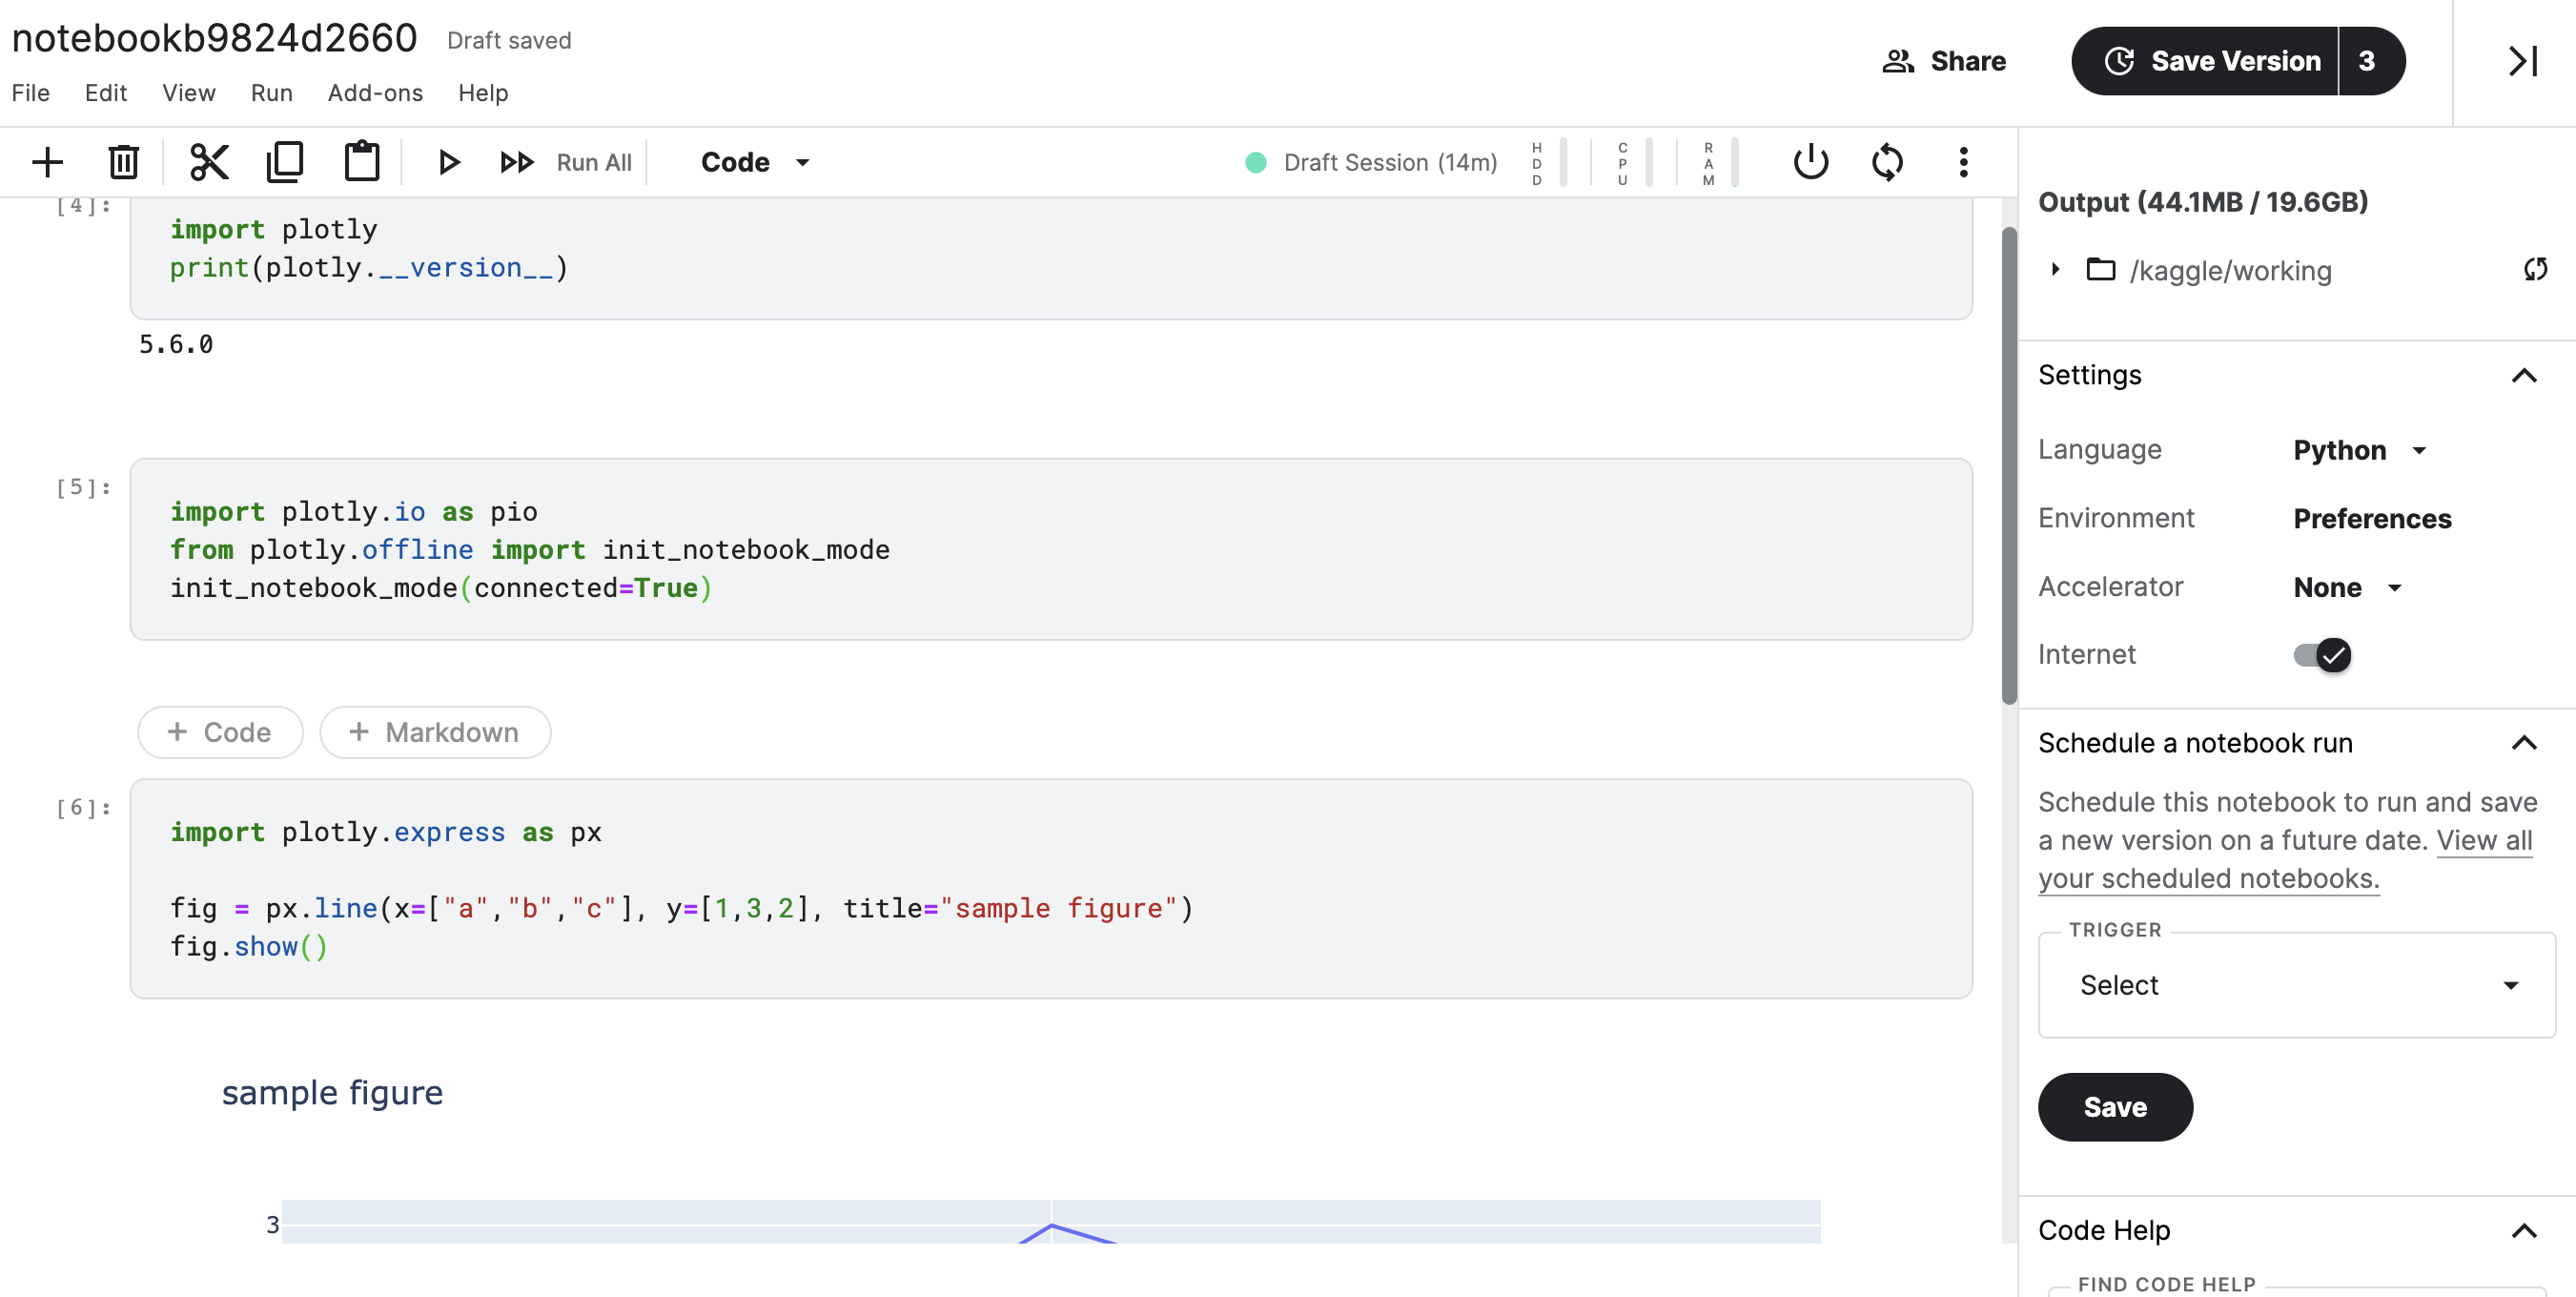 notebookb9824d2660 Draft saved
File Edit View Run Add-ons Help
Share
Save Version 3
Run All
Code
Draft Session (14m)
HDD
CPU
RAM
[4]:
import plotly
print(plotly.__version__)
5.6.0
[5]:
import plotly.io as pio
from plotly.offline import init_notebook_mode
init_notebook_mode(connected=True)
+ Code
+ Markdown
[6]:
import plotly.express as px
fig = px.line(x=["a","b","c"], y=[1,3,2], title="sample figure")
fig.show()
sample figure
3
Output (44.1MB / 19.6GB)
/kaggle/working
Settings
Language Python
Environment Preferences
Accelerator None
Internet
Schedule a notebook run
Schedule this notebook to run and save
a new version on a future date. View all
your scheduled notebooks.
TRIGGER
Select
Save
Code Help
FIND CODE HELP